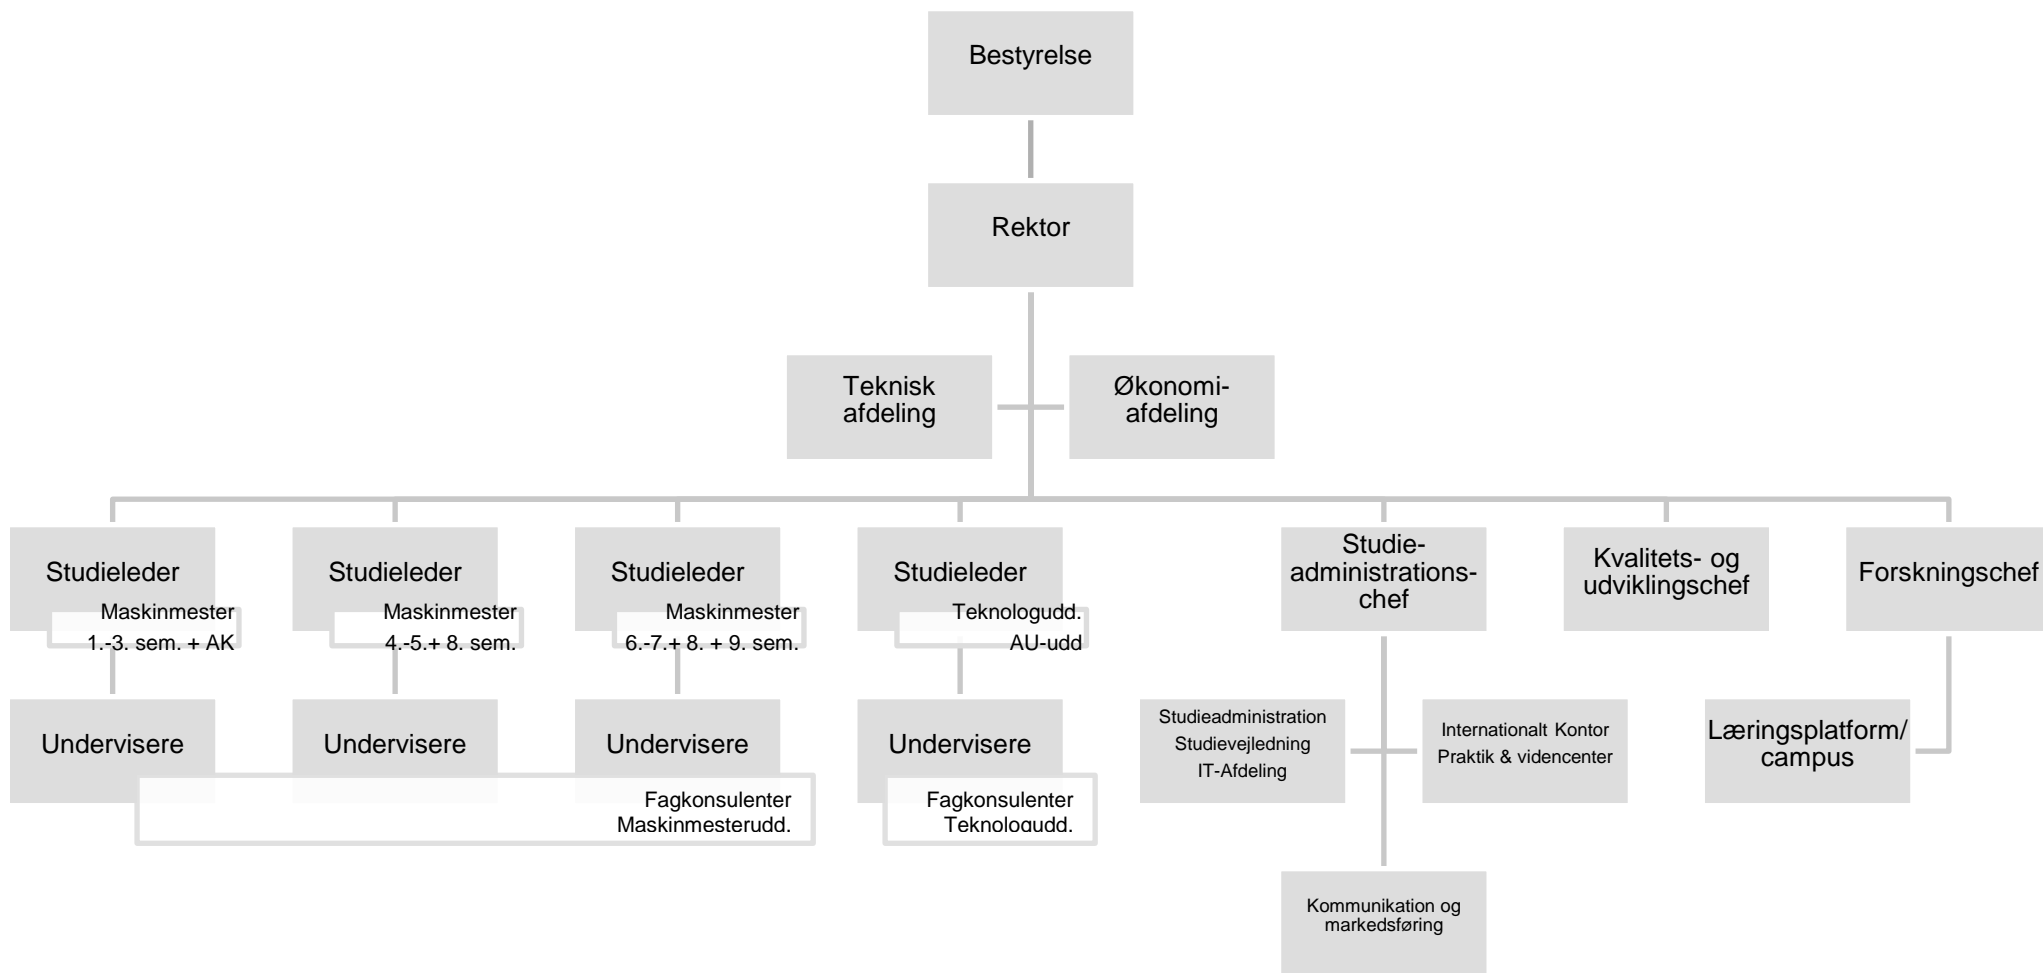 Bestyrelse
Rektor
Teknisk
afdeling
Økonomi-
afdeling
Studieleder
Maskinmester
1.-3. sem. + AK
Studieleder
Maskinmester
4.-5.+ 8. sem.
Studieleder
Maskinmester
6.-7.+ 8. + 9. sem.
Studieleder
Teknologudd.
AU-udd
Studie-
administrations-
chef
Kvalitets- og
udviklingschef
Forskningschef
Undervisere
Undervisere
Undervisere
Fagkonsulenter
Maskinmesterudd.
Undervisere
Fagkonsulenter
Teknologudd.
Studieadministration
Studievejledning
IT-Afdeling
Internationalt Kontor
Praktik & videncenter
Læringsplatform/
campus
Kommunikation og
markedsføring